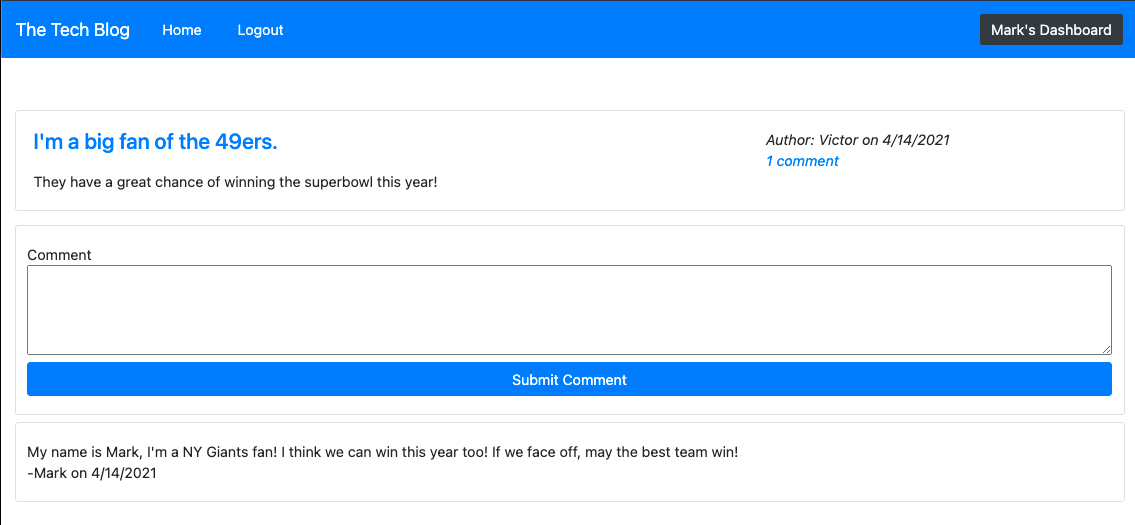 The Tech Blog Home Logout Mark's Dashboard
I'm a big fan of the 49ers.
Author: Victor on 4/14/2021
1 comment
They have a great chance of winning the superbowl this year!
Comment
Submit Comment
My name is Mark, I'm a NY Giants fan! I think we can win this year too! If we face off, may the best team win!
-Mark on 4/14/2021